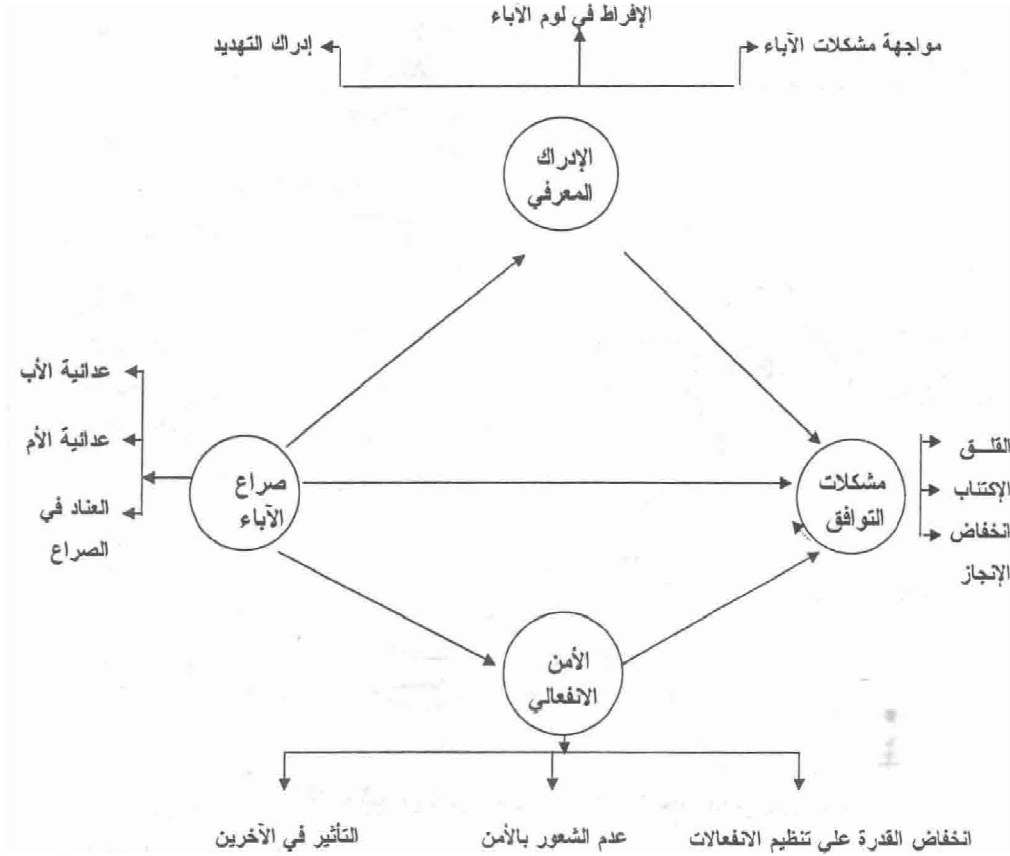 الإفراط في لوم الآباء
مواجهة مشكلات الآباء
إدراك التهديد
الإدراك
المعرفي
عدائية الأب
عدائية الأم
العناد في
الصراع
صراع
الآباء
مشكلات
التوافق
القلـــق
الإكتئاب
انخفاض
الإنجاز
الأمن
الانفعالي
انخفاض القدرة علي تنظيم الانفعالات
عدم الشعور بالأمن
التأثير في الآخرين